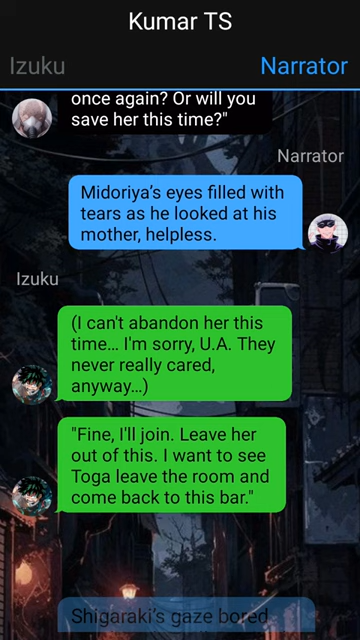 Kumar TS
Izuku
Narrator
once again? Or will you
save her this time?"
Narrator
Midoriya’s eyes filled with
tears as he looked at his
mother, helpless.
Izuku
(I can't abandon her this
time… I'm sorry, U.A. They
never really cared,
anyway…)
"Fine, I'll join. Leave her
out of this. I want to see
Toga leave the room and
come back to this bar."
Shigaraki’s gaze bored